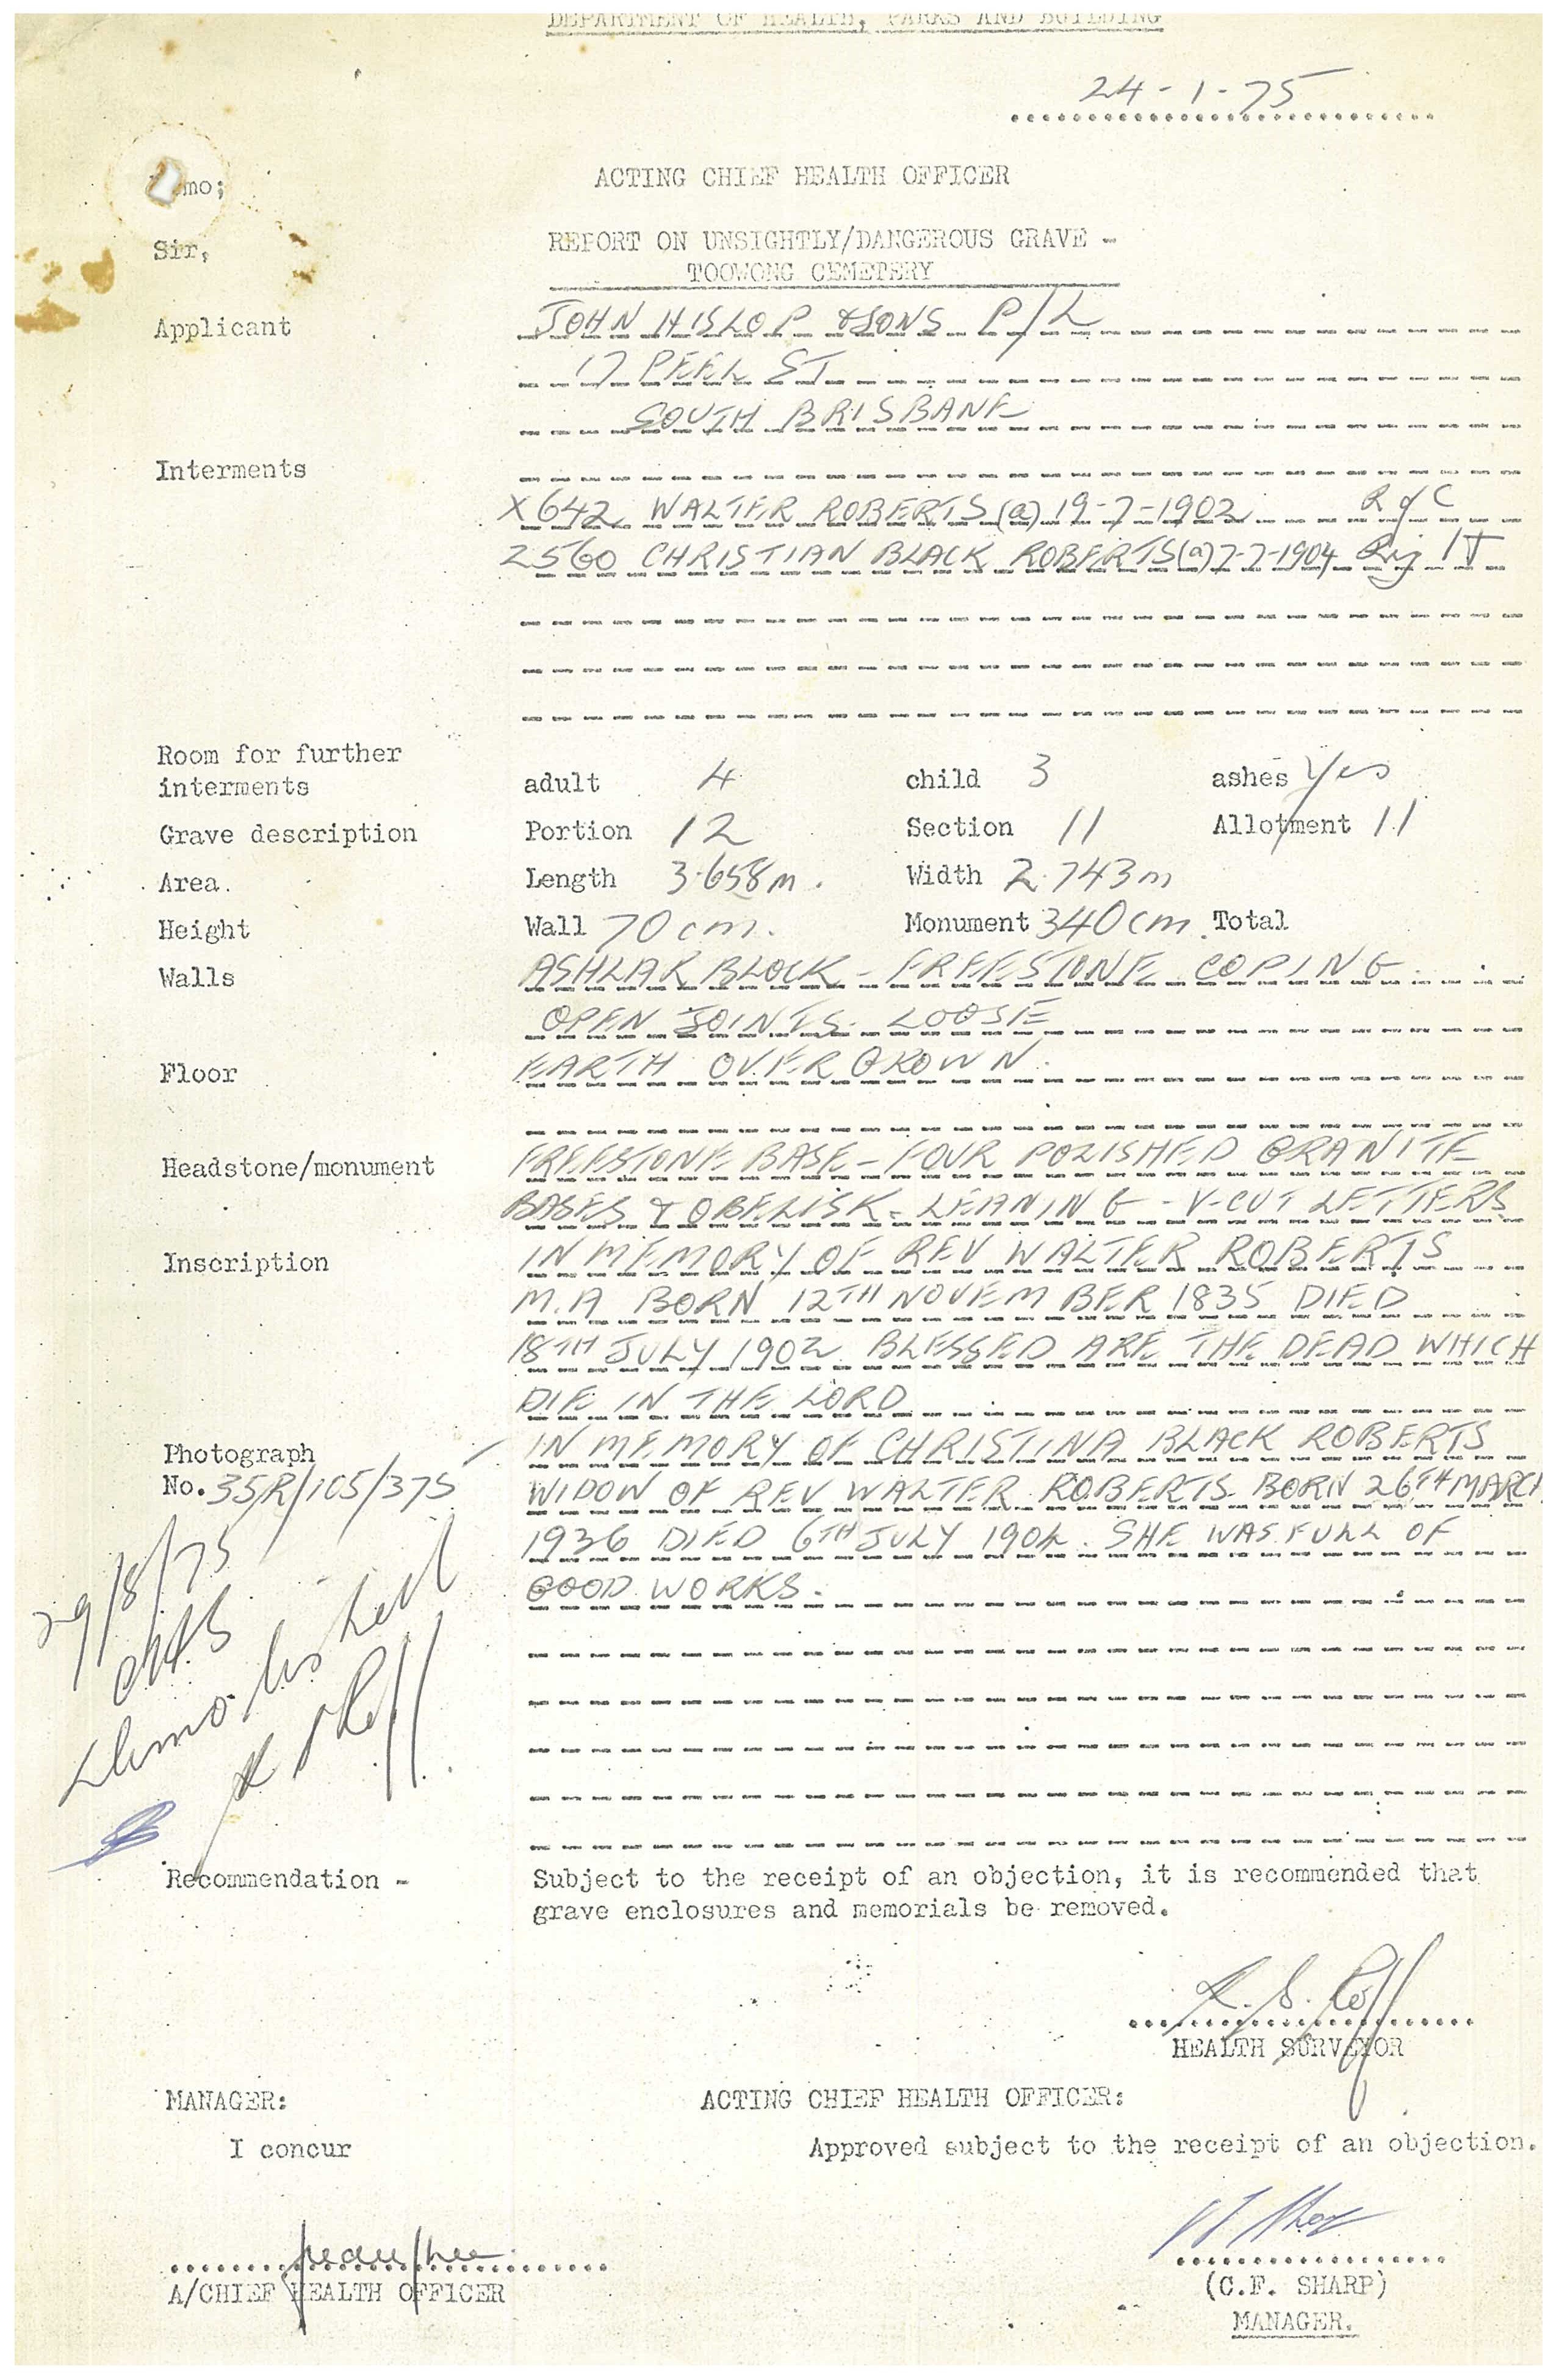 DEPARTMENT OF HEALTH, PARKS AND BUILDING
24-1-75
mo;
ACTING CHIEF HEALTH OFFICER
Sir,
REPORT ON UNSIGHTLY/DANGEROUS GRAVE -
TOOWONG CEMETERY
Applicant JOHN HISLOP & SONS P/L
17 PEEL ST
SOUTH BRISBANE
Interments
X642 WALTER ROBERTS (a) 19-7-1902 R of C
2560 CHRISTIAN BLACK ROBERTS (a) 7-7-1904 Rig IT
Room for further
interments adult 4 child 3 ashes Yes
Grave description Portion 12 Section 11 Allotment 11
Area. Length 3.658m. Width 2.743m
Height Wall 70cm. Monument 340cm. Total
Walls ASHLAR BLOCK - FREESTONE COPING.
OPEN JOINTS. LOOSE
Floor EARTH OVERGROWN.
Headstone/monument FREESTONE BASE - FOUR POLISHED GRANITE
BASES & OBELISK - LEANING - V-CUT LETTERS
Inscription IN MEMORY OF REV WALTER ROBERTS
M.A BORN 12TH NOVEMBER 1835 DIED
18TH JULY 1902. BLESSED ARE THE DEAD WHICH
DIE IN THE LORD
Photograph IN MEMORY OF CHRISTINA BLACK ROBERTS
No. 35R/105/375 WIDOW OF REV WALTER ROBERTS. BORN 26TH MARCH
1936 DIED 6TH JULY 1904. SHE WAS FULL OF
GOOD WORKS.
29/8/75
Demolished
Recommendation - Subject to the receipt of an objection, it is recommended that
grave enclosures and memorials be removed.
HEALTH SURVEYOR
MANAGER: ACTING CHIEF HEALTH OFFICER:
I concur Approved subject to the receipt of an objection.
A/CHIEF HEALTH OFFICER (C.F. SHARP)
MANAGER.